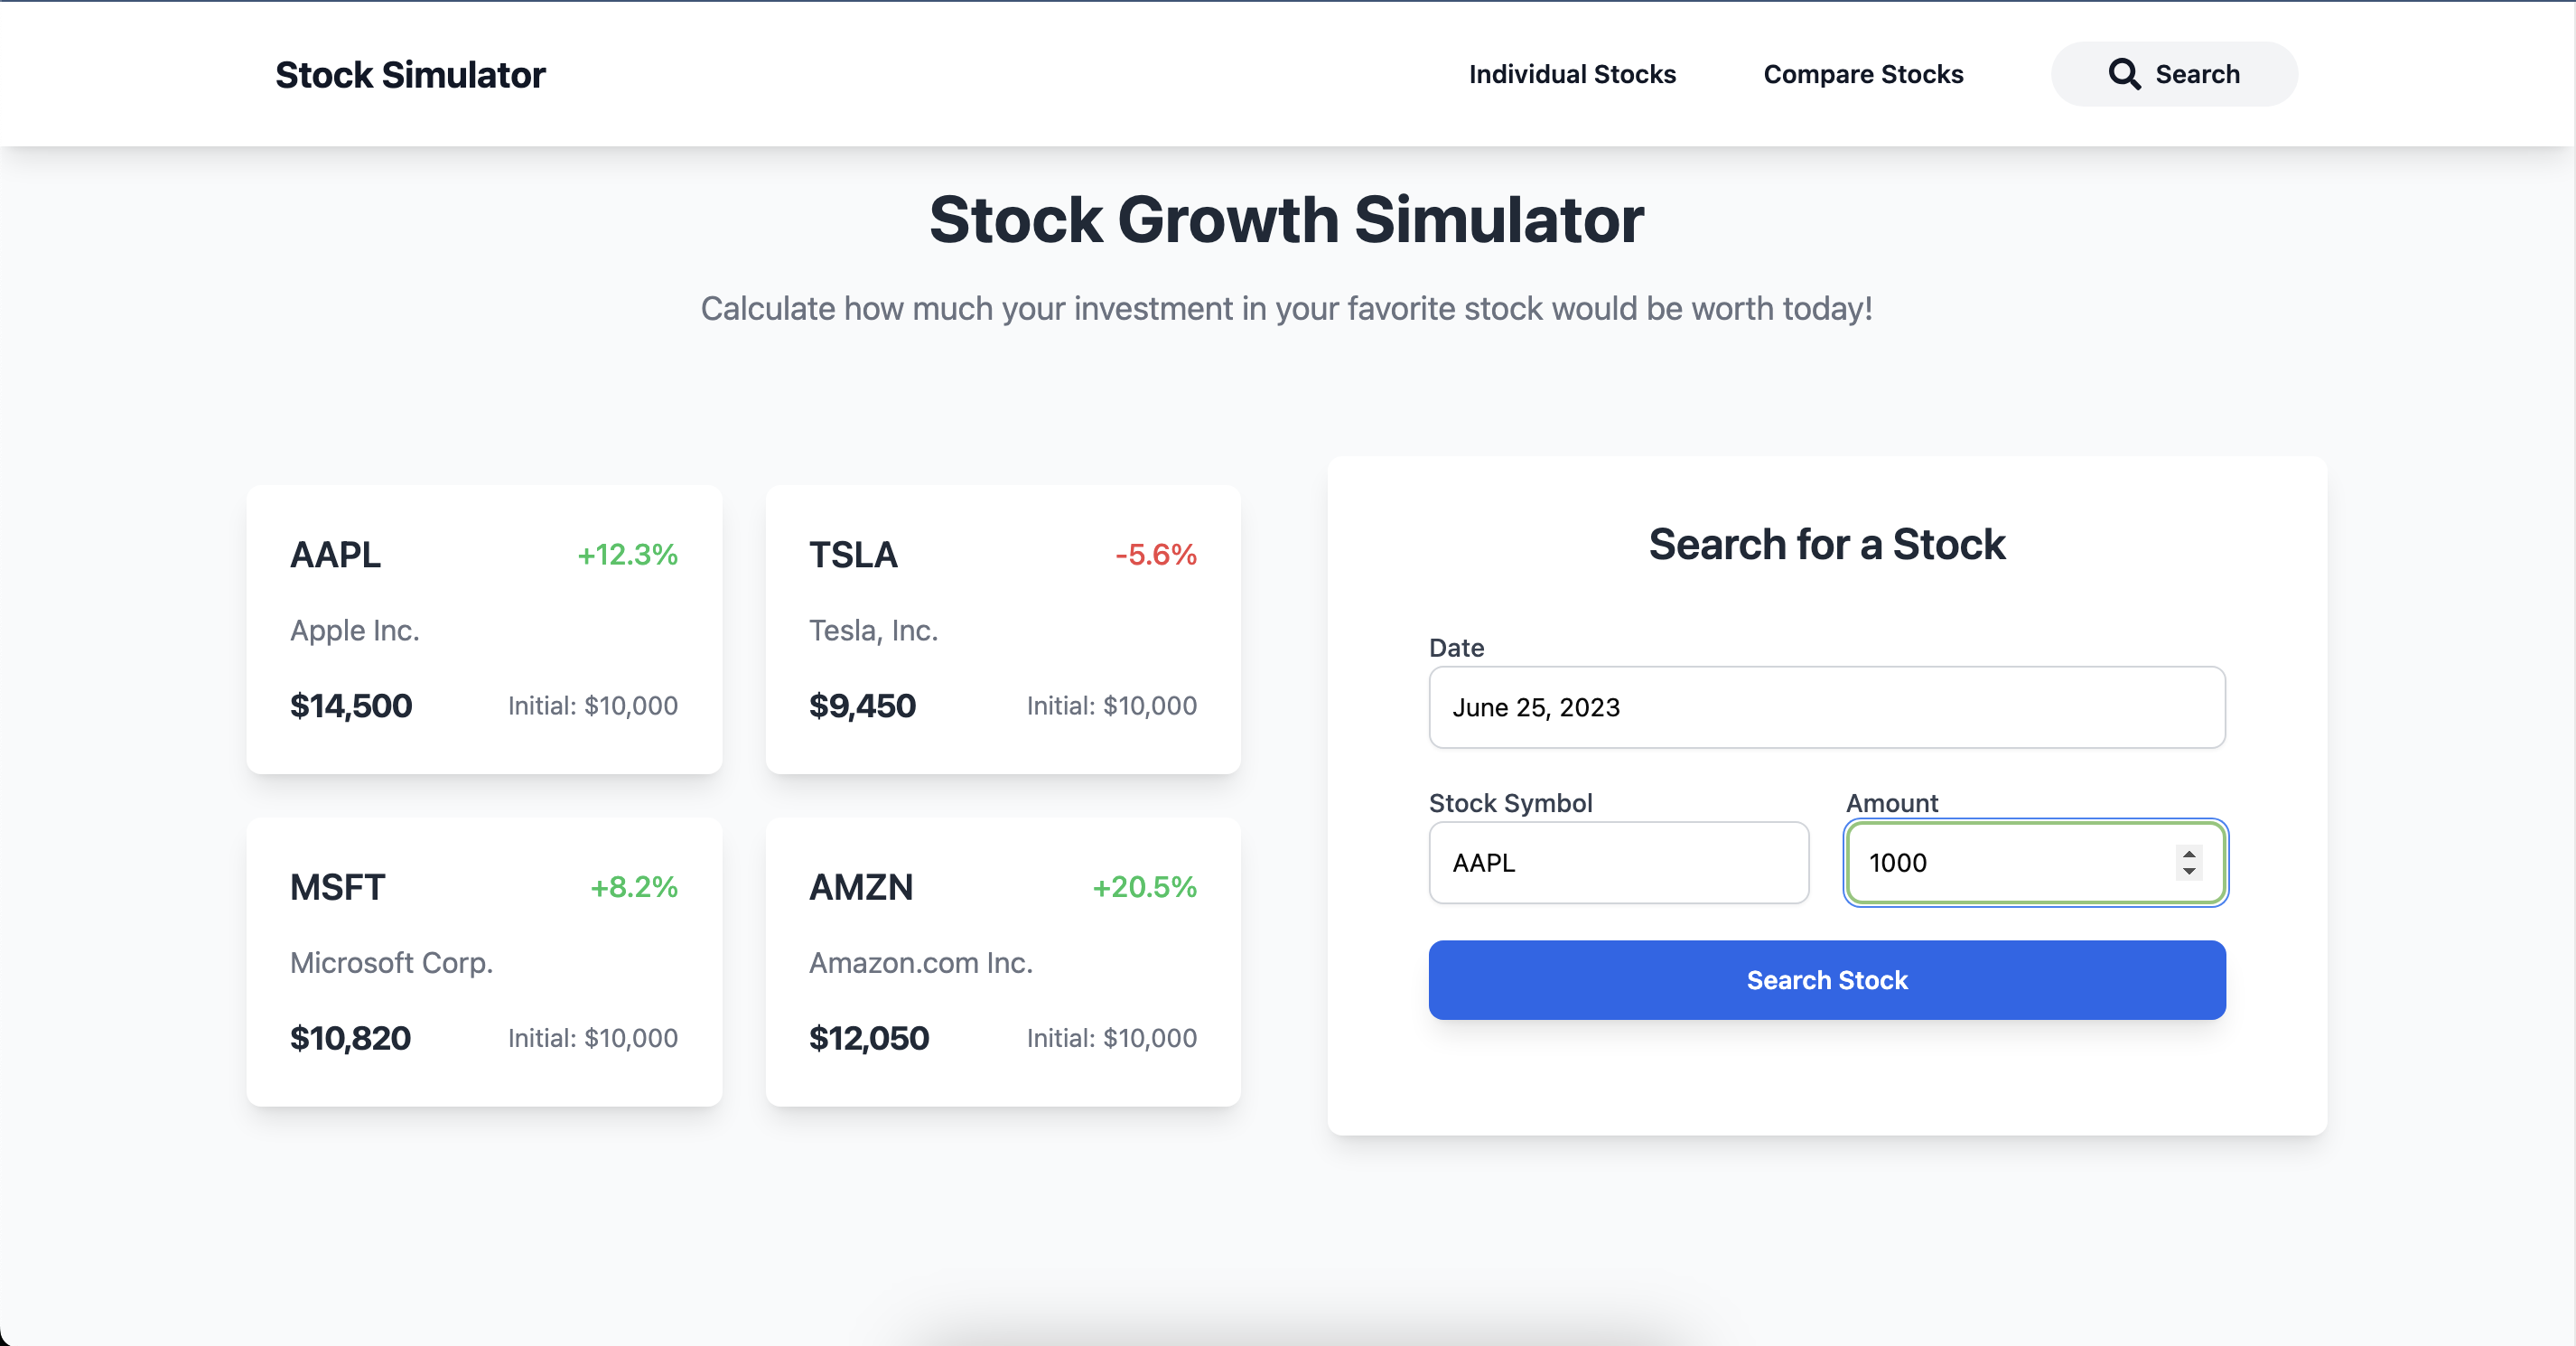 Stock Simulator
Individual Stocks
Compare Stocks
Search
Stock Growth Simulator
Calculate how much your investment in your favorite stock would be worth today!
AAPL +12.3%
Apple Inc.
$14,500 Initial: $10,000
TSLA -5.6%
Tesla, Inc.
$9,450 Initial: $10,000
MSFT +8.2%
Microsoft Corp.
$10,820 Initial: $10,000
AMZN +20.5%
Amazon.com Inc.
$12,050 Initial: $10,000
Search for a Stock
Date
June 25, 2023
Stock Symbol
AAPL
Amount
1000
Search Stock